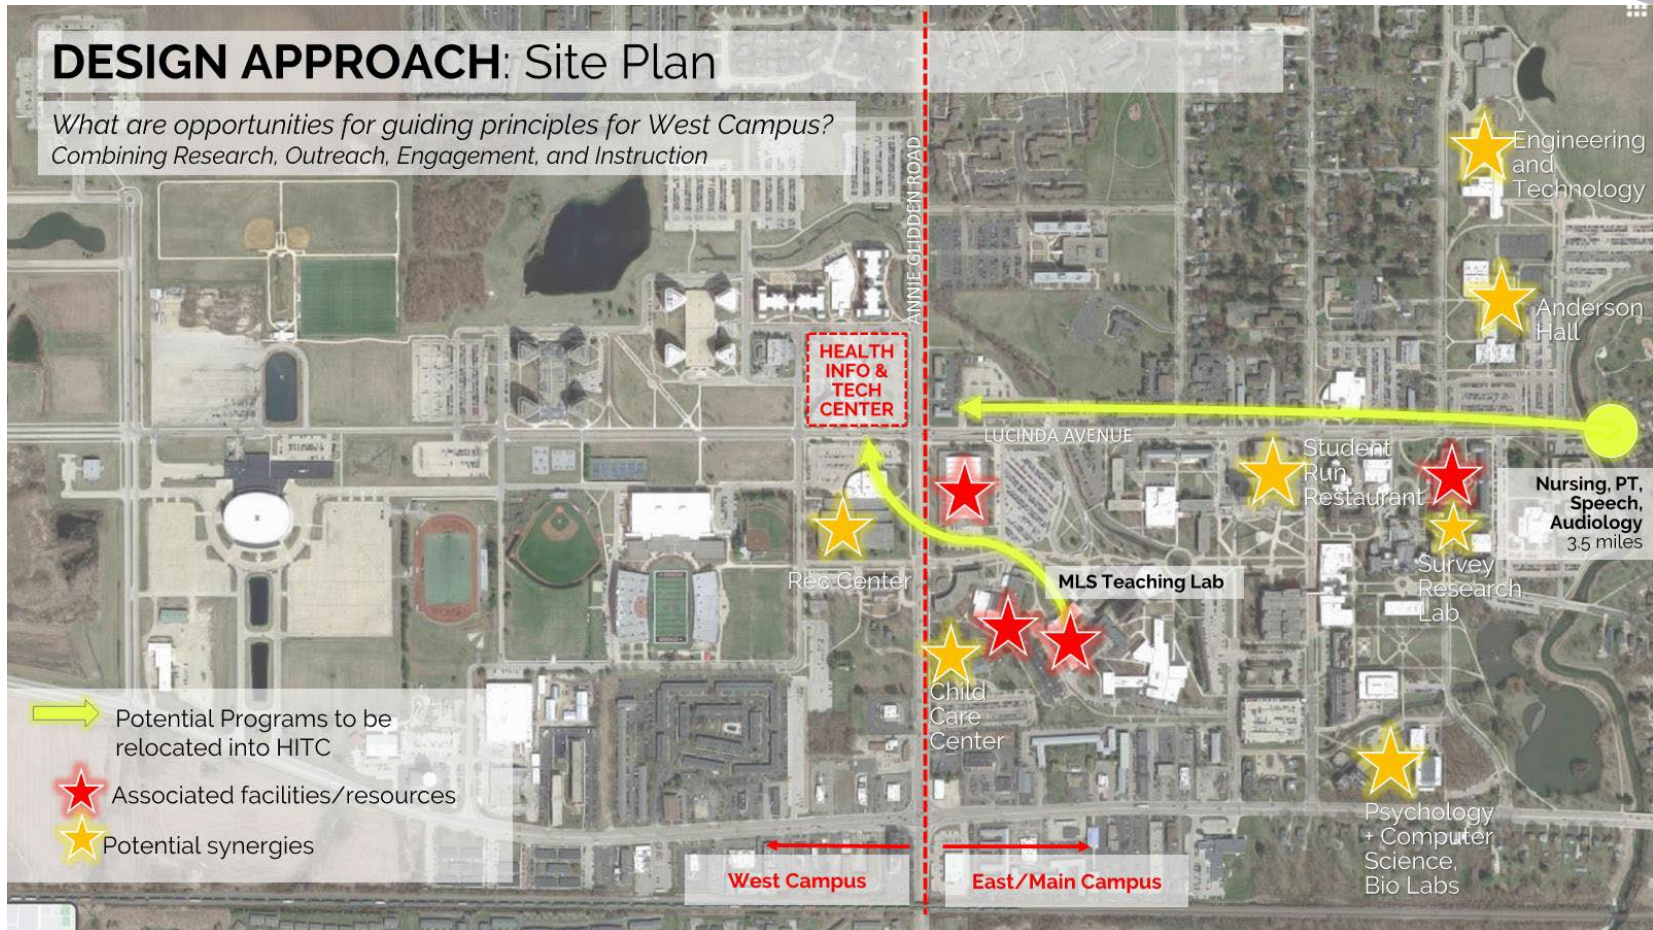 DESIGN APPROACH: Site Plan
What are opportunities for guiding principles for West Campus?
Combining Research, Outreach, Engagement, and Instruction
ANNIE GLIDDEN ROAD
Engineering
and
Technology
Anderson
Hall
HEALTH
INFO &
TECH
CENTER
LUCINDA AVENUE
Student
Run
Restaurant
Nursing, PT,
Speech,
Audiology
3.5 miles
Rec Center
MLS Teaching Lab
Survey
Research
Lab
Child
Care
Center
Potential Programs to be
relocated into HITC
Associated facilities/resources
Potential synergies
Psychology
+ Computer
Science,
Bio Labs
West Campus
East/Main Campus